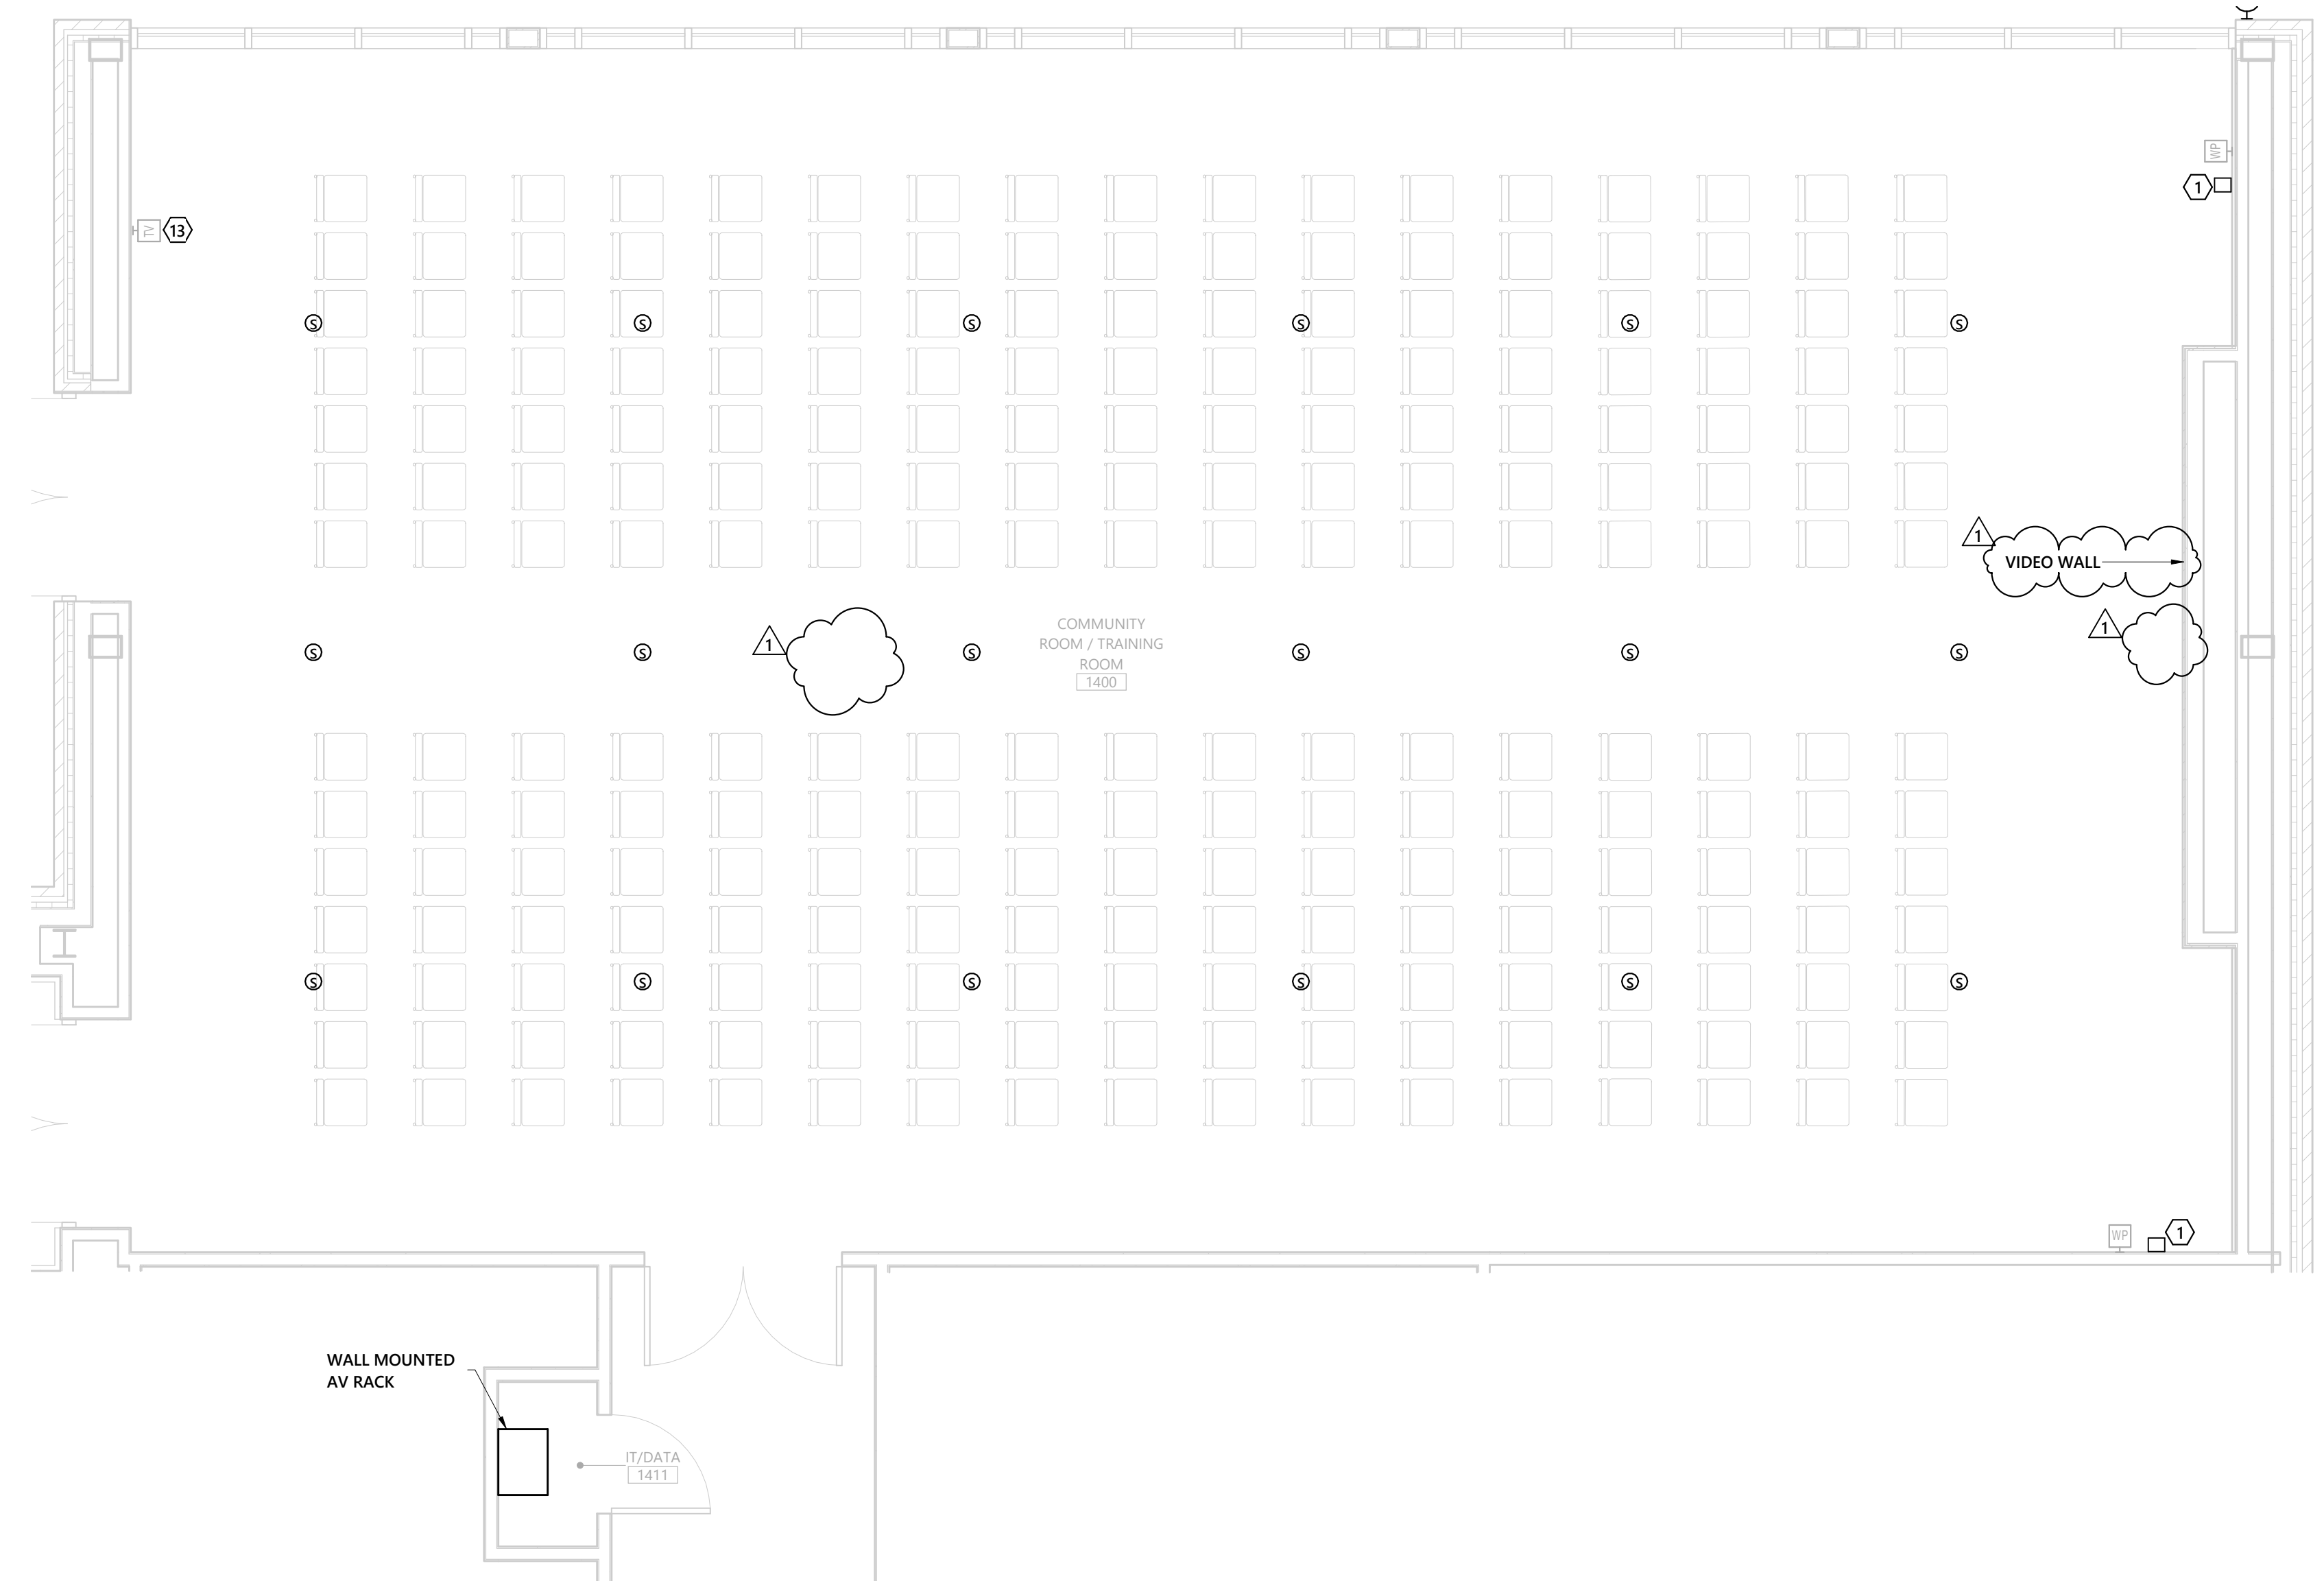 WP
1
TV
13
S S S S S S
1
VIDEO WALL
1
1
COMMUNITY
ROOM / TRAINING
ROOM
1400
S S S S S S
S S S S S S
WP
1
WALL MOUNTED
AV RACK
IT/DATA
1411